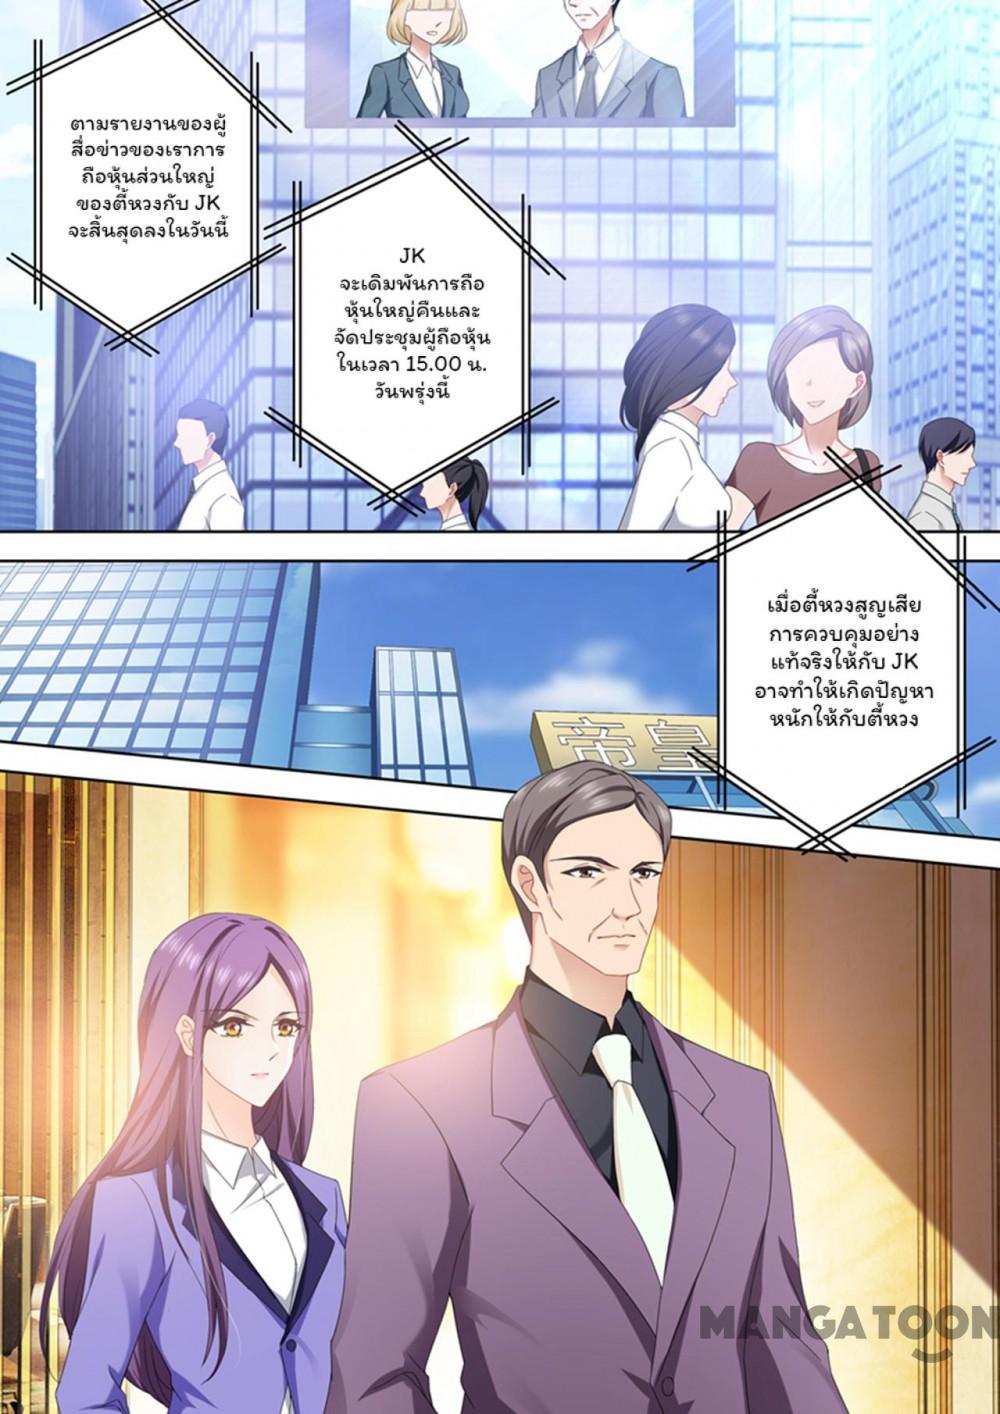 ตามรายงานของผู้
สื่อข่าวของเราการ
ถือหุ้นส่วนใหญ่
ของตี้หวงกับ JK
จะสิ้นสุดลงในวันนี้
JK
จะเดิมพันการถือ
หุ้นใหญ่คืนและ
จัดประชุมผู้ถือหุ้น
ในเวลา 15.00 น.
วันพรุ่งนี้
เมื่อตี้หวงสูญเสีย
การควบคุมอย่าง
แท้จริงให้กับ JK
อาจทำให้เกิดปัญหา
หนักให้กับตี้หวง
帝皇
MANGATOON